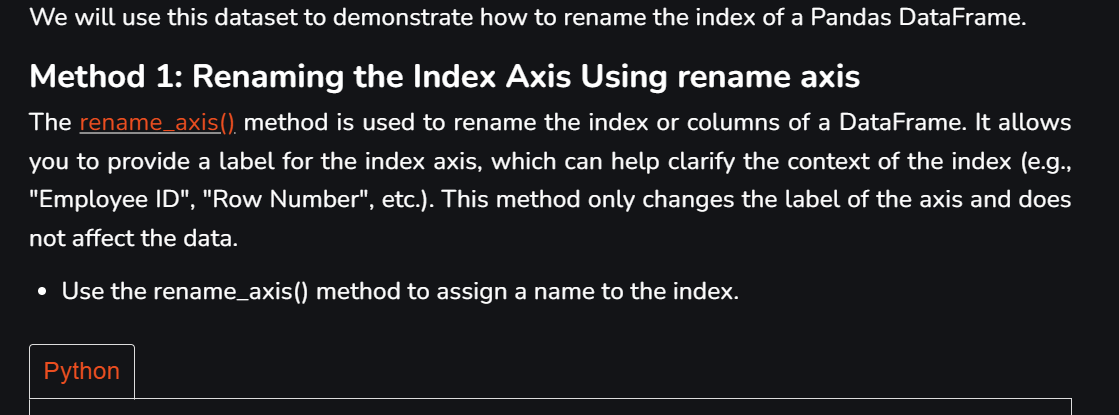 We will use this dataset to demonstrate how to rename the index of a Pandas DataFrame.
Method 1: Renaming the Index Axis Using rename axis
The rename_axis() method is used to rename the index or columns of a DataFrame. It allows
you to provide a label for the index axis, which can help clarify the context of the index (e.g.,
"Employee ID", "Row Number", etc.). This method only changes the label of the axis and does
not affect the data.
• Use the rename_axis() method to assign a name to the index.
Python